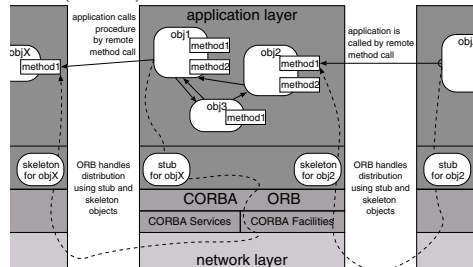 application calls
procedure
by remote
method call
application layer
application is
called by remote
method call
objX
method1
obj1
method1
method2
obj2
method1
method2
obj3
method1
obj
skeleton
for objX
ORB handles
distribution
using stub and
skeleton
objects
stub
for objX
skeleton
for obj2
ORB handles
distribution
using stub and
skeleton
objects
stub
for obj2
CORBA ORB
CORBA Services
CORBA Facilities
network layer